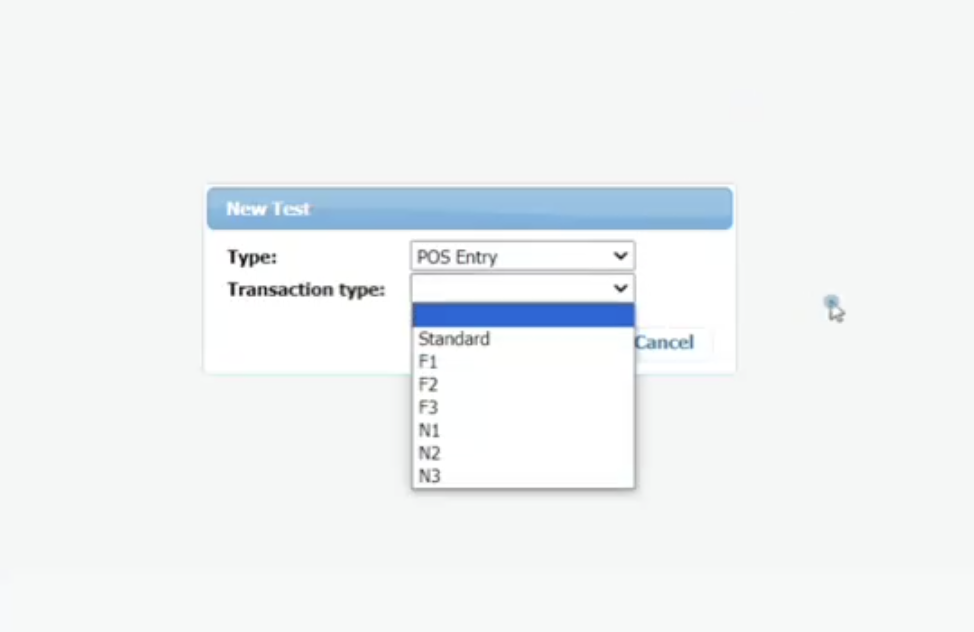 New Test
Type: POS Entry
Transaction type:
Standard
Cancel
F1
F2
F3
N1
N2
N3